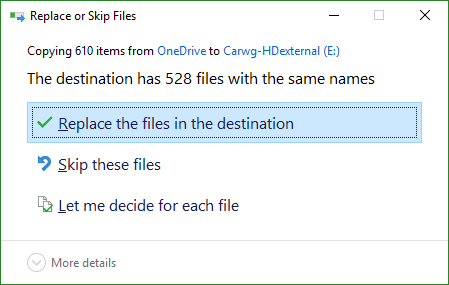 Replace or Skip Files
Copying 610 items from OneDrive to Carwg-HDexternal (E:)
The destination has 528 files with the same names
Replace the files in the destination
Skip these files
Let me decide for each file
More details